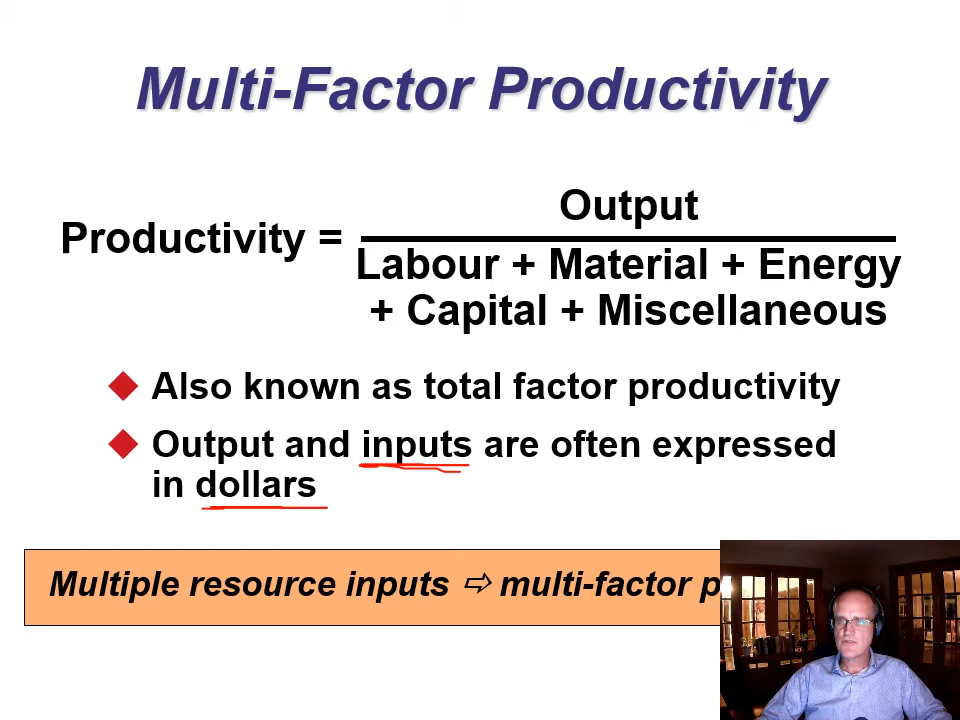 Multi-Factor Productivity
Output
Productivity =
Labour + Material + Energy
+ Capital + Miscellaneous
Also known as total factor productivity
Output and inputs are often expressed
in dollars
Multiple resource inputs ⇨ multi-factor